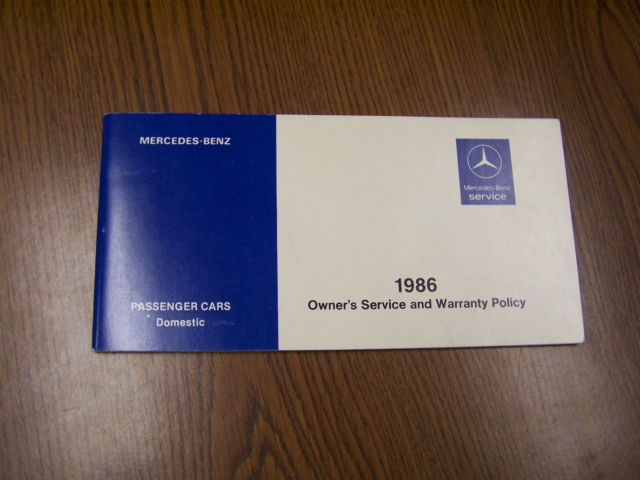 MERCEDES-BENZ
PASSENGER CARS
Domestic
Mercedes-Benz
service
1986
Owner's Service and Warranty Policy